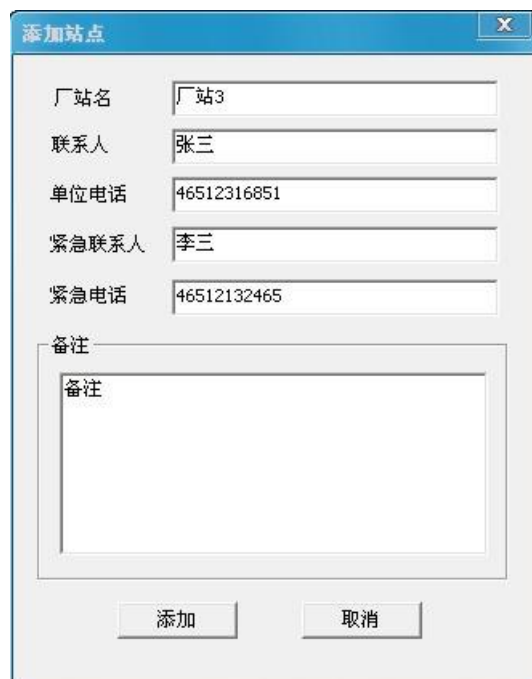 添加站点
厂站名 厂站3
联系人 张三
单位电话 46512316851
紧急联系人 李三
紧急电话 46512132465
备注
备注
添加 取消